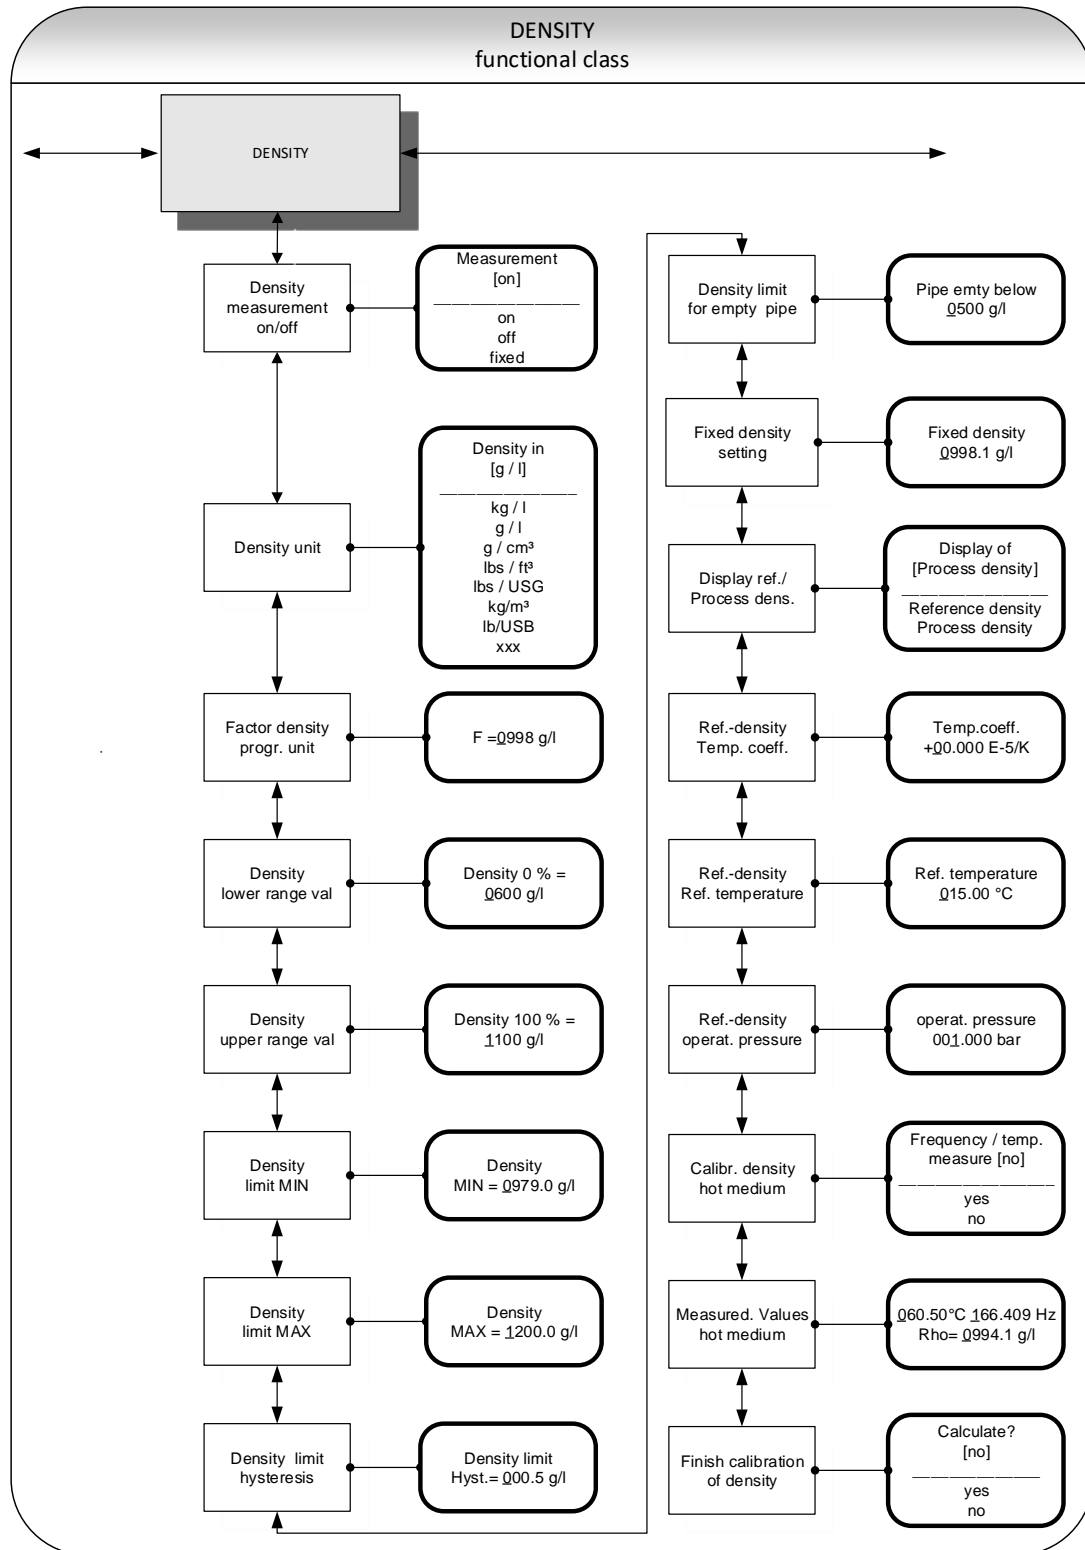 DENSITY
functional class
DENSITY
Density
measurement
on/off
Measurement
[on]
________________
on
off
fixed
Density unit
Density in
[g / l]
_______________
kg / l
g / l
g / cm³
lbs / ft³
lbs / USG
kg/m³
lb/USB
xxx
Factor density
progr. unit
F =0998 g/l
Density
lower range val
Density 0 % =
0600 g/l
Density
upper range val
Density 100 % =
1100 g/l
Density
limit MIN
Density
MIN = 0979.0 g/l
Density
limit MAX
Density
MAX = 1200.0 g/l
Density limit
hysteresis
Density limit
Hyst.= 000.5 g/l
Density limit
for empty pipe
Pipe emty below
0500 g/l
Fixed density
setting
Fixed density
0998.1 g/l
Display ref./
Process dens.
Display of
[Process density]
________________
Reference density
Process density
Ref.-density
Temp. coeff.
Temp.coeff.
+00.000 E-5/K
Ref.-density
Ref. temperature
Ref. temperature
015.00 °C
Ref.-density
operat. pressure
operat. pressure
001.000 bar
Calibr. density
hot medium
Frequency / temp.
measure [no]
_________________
yes
no
Measured. Values
hot medium
060.50°C 166.409 Hz
Rho= 0994.1 g/l
Finish calibration
of density
Calculate?
[no]
______________
yes
no